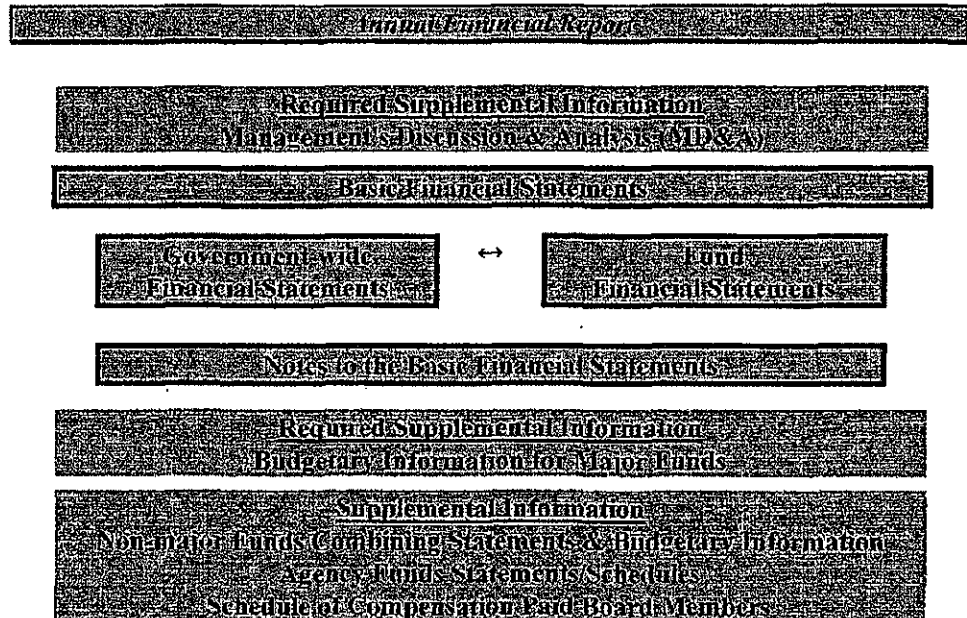 Annual Financial Report
Required Supplemental Information
Management's Discussion & Analysis (MD&A)
Basic Financial Statements
Government-wide
Financial Statements
↔
Fund
Financial Statements
Notes to the Basic Financial Statements
Required Supplemental Information
Budgetary Information for Major Funds
Supplemental Information
Non-major Funds Combining Statements & Budgetary Information
Agency Funds Statements/Schedules
Schedule of Compensation Paid Board Members